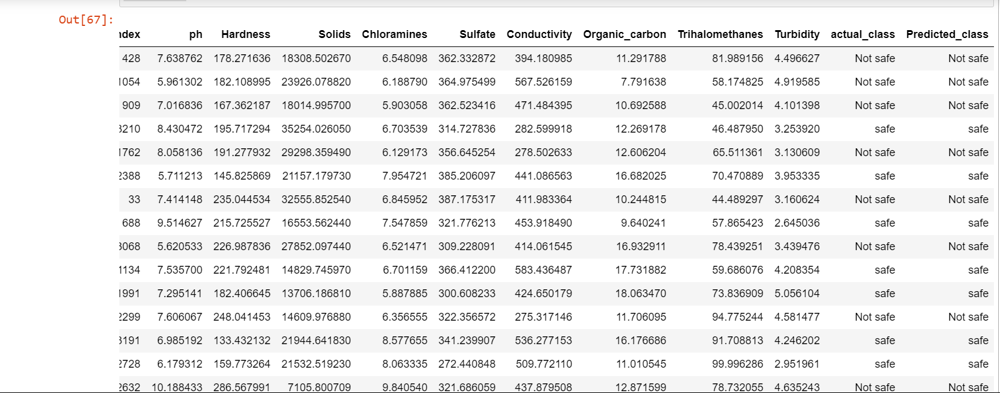 Out[67]:
ndex ph Hardness Solids Chloramines Sulfate Conductivity Organic_carbon Trihalomethanes Turbidity actual_class Predicted_class
428 7.638762 178.271636 18308.502670 6.548098 362.332872 394.180985 11.291788 81.989156 4.496627 Not safe Not safe
1054 5.961302 182.108995 23926.078820 6.188790 364.975499 567.526159 7.791638 58.174825 4.919585 Not safe Not safe
909 7.016836 167.362187 18014.995700 5.903058 362.523416 471.484395 10.692588 45.002014 4.101398 Not safe Not safe
3210 8.430472 195.717294 35254.026050 6.703539 314.727836 282.599918 12.269178 46.487950 3.253920 safe safe
1762 8.058136 191.277932 29298.359490 6.129173 356.645254 278.502633 12.606204 65.511361 3.130609 Not safe Not safe
2388 5.711213 145.825869 21157.179730 7.954721 385.206097 441.086563 16.682025 70.470889 3.953335 safe safe
33 7.414148 235.044534 32555.852540 6.845952 387.175317 411.983364 10.244815 44.489297 3.160624 Not safe Not safe
688 9.514627 215.725527 16553.562440 7.547859 321.776213 453.918490 9.640241 57.865423 2.645036 safe safe
3068 5.620533 226.987836 27852.097440 6.521471 309.228091 414.061545 16.932911 78.439251 3.439476 Not safe Not safe
1134 7.535700 221.792481 14829.745970 6.701159 366.412200 583.436487 17.731882 59.686076 4.208354 safe safe
1991 7.295141 182.406645 13706.186810 5.887885 300.608233 424.650179 18.063470 73.836909 5.056104 safe safe
2299 7.606067 248.041453 14609.976880 6.356555 322.356572 275.317146 11.706095 94.775244 4.581477 Not safe Not safe
3191 6.985192 133.432132 21944.641830 8.577655 341.239907 536.277153 16.176686 91.708813 4.246202 safe safe
2728 6.179312 159.773264 21532.519230 8.063335 272.440848 509.772110 11.010545 99.996286 2.951961 safe safe
2632 10.188433 286.567991 7105.800709 9.840540 321.686059 437.879508 12.871599 78.732055 4.635243 Not safe Not safe